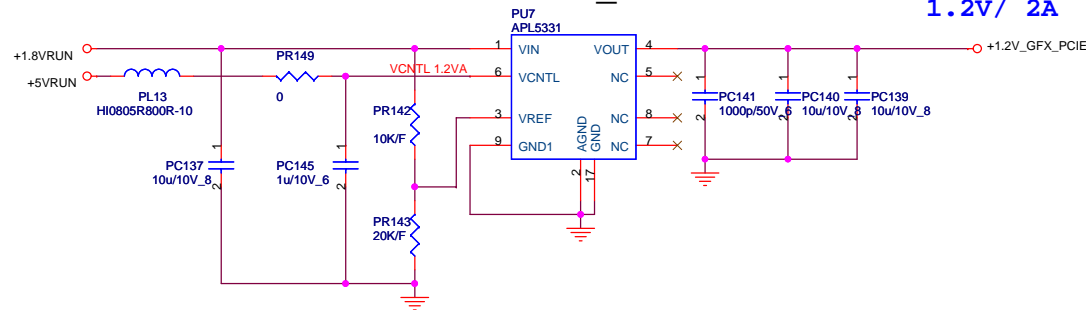 1.2V/ 2A
PU7
APL5331
+1.8VRUN
+5VRUN
PL13
HI0805R800R-10
PR149
0
VCNTL 1.2VA
1
VIN
VOUT
4
+1.2V_GFX_PCIE
6
VCNTL
NC
5
3
VREF
NC
8
9
GND1
NC
7
AGND
GND
2
17
PR142
10K/F
PR143
20K/F
1
PC137
10u/10V_8
2
1
PC145
1u/10V_6
2
1
PC141
1000p/50V_6
2
1
PC140
10u/10V_8
2
1
PC139
10u/10V_8
2